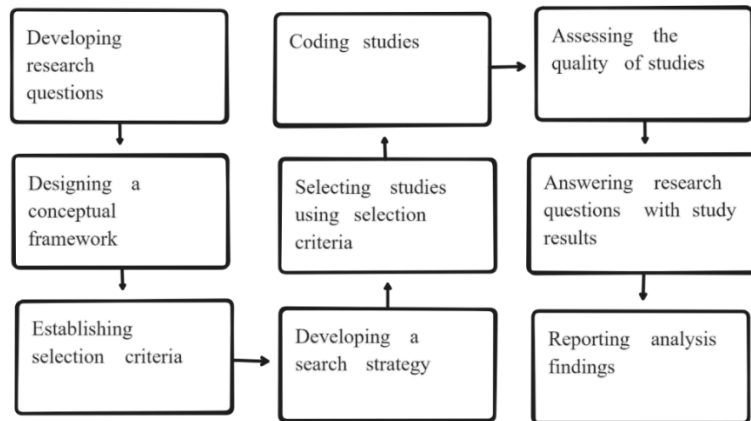 Developing
research
questions
Designing a
conceptual
framework
Establishing
selection criteria
Developing a
search strategy
Selecting studies
using selection
criteria
Coding studies
Assessing the
quality of studies
Answering research
questions with study
results
Reporting analysis
findings